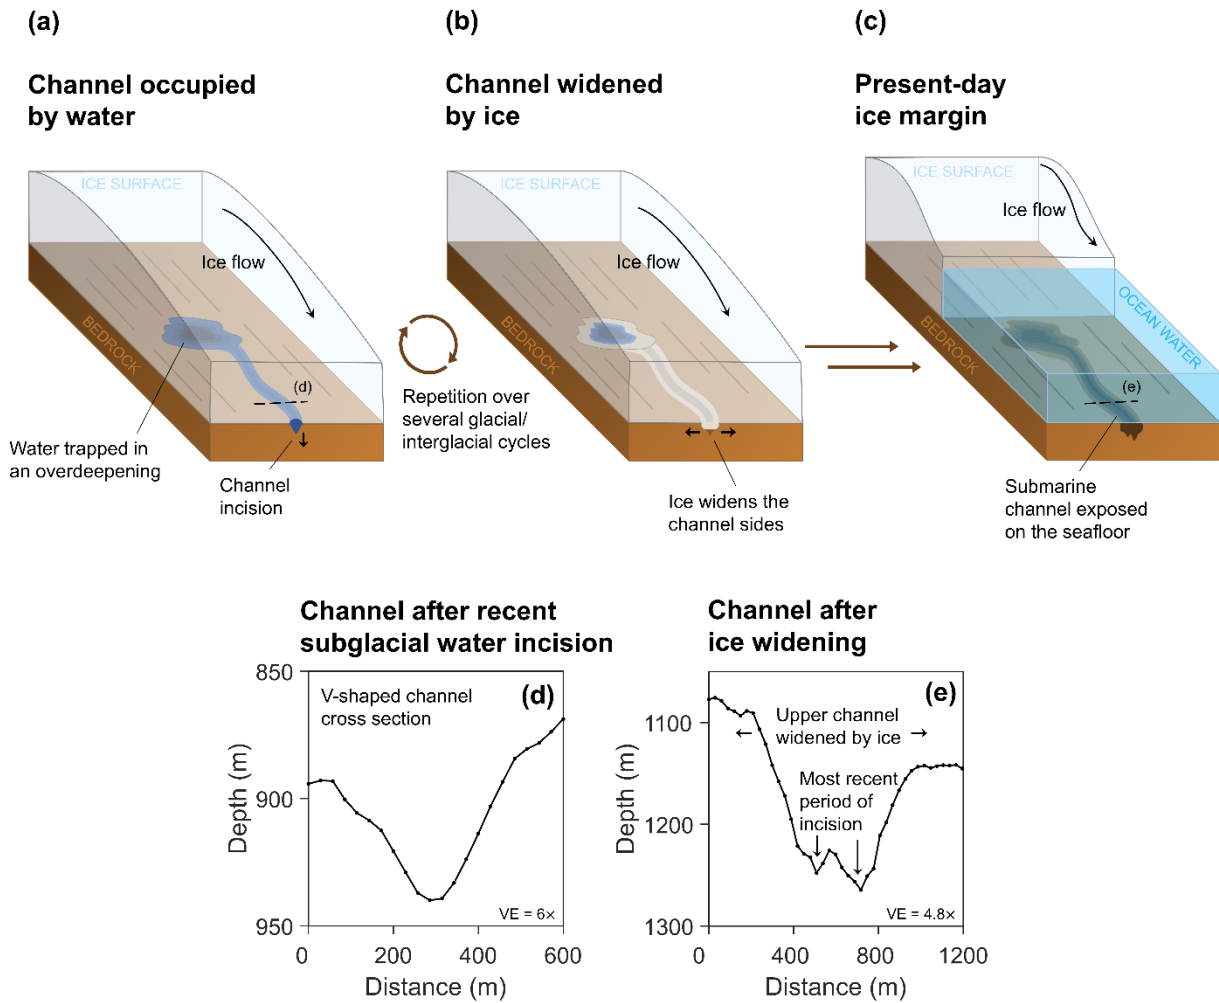 (a)
Channel occupied
by water
ICE SURFACE
Ice flow
BEDROCK
(d)
Water trapped in
an overdeepening
Channel
incision
Repetition over
several glacial/
interglacial cycles
(b)
Channel widened
by ice
ICE SURFACE
Ice flow
BEDROCK
Ice widens the
channel sides
(c)
Present-day
ice margin
ICE SURFACE
Ice flow
OCEAN WATER
BEDROCK
(e)
Submarine
channel exposed
on the seafloor
Channel after recent
subglacial water incision
850
900
950
Depth (m)
V-shaped channel
cross section
(d)
VE = 6×
0 200 400 600
Distance (m)
Channel after
ice widening
1100
1200
1300
Depth (m)
(e)
Upper channel
widened by ice
Most recent
period of
incision
VE = 4.8×
0 400 800 1200
Distance (m)